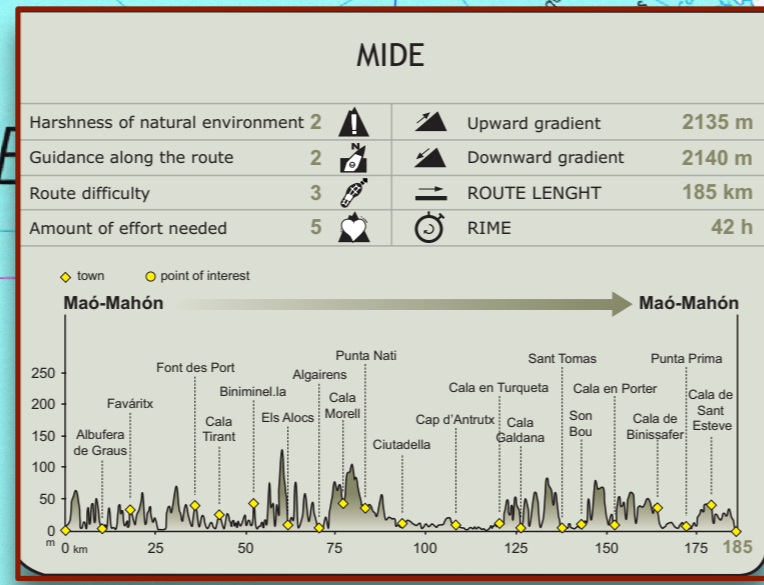 MIDE
Harshness of natural environment 2
Upward gradient 2135 m
Guidance along the route 2
N
Downward gradient 2140 m
Route difficulty 3
ROUTE LENGHT 185 km
Amount of effort needed 5
RIME 42 h
town
point of interest
Maó-Mahón
Maó-Mahón
Punta Nati
Sant Tomas
Punta Prima
Font des Port
Algairens
Biniminel.la
Cala
Morell
Cala en Turqueta
Cala en Porter
Cala de
Sant
Esteve
Faváritx
Els Alocs
Cap d'Antrutx
Cala
Tirant
Cala
Galdana
Son
Bou
Cala de
Binissafer
Albufera
de Graus
Ciutadella
250
200
150
100
50
0
m
0 km 25 50 75 100 125 150 175 185